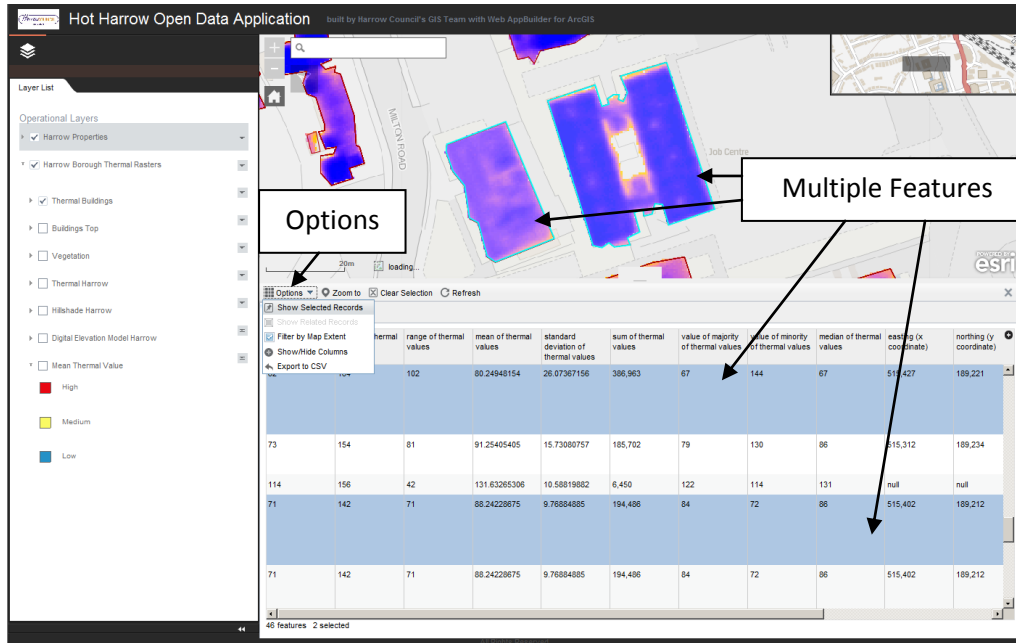 Hot Harrow Open Data Application built by Harrow Council's GIS Team with Web AppBuilder for ArcGIS
Layer List
Operational Layers
Harrow Properties
Harrow Borough Thermal Rasters
Thermal Buildings
Buildings Top
Vegetation
Thermal Harrow
Hillshade Harrow
Digital Elevation Model Harrow
Mean Thermal Value
High
Medium
Low
MILTON ROAD
Job Centre
Multiple Features
Options
20m
loading...
esri
Options Zoom to Clear Selection Refresh
Show Selected Records
Show Related Records
Filter by Map Extent
Show/Hide Columns
Export to CSV
thermal
range of thermal values
mean of thermal values
standard deviation of thermal values
sum of thermal values
value of majority of thermal values
value of minority of thermal values
median of thermal values
easting (x coordinate)
northing (y coordinate)
102 80.24948154 26.07367156 386,963 67 144 67 515,427 189,221
73 154 81 91.25405405 15.73080757 185,702 79 130 86 515,312 189,234
114 156 42 131.63265306 10.58819882 6,450 122 114 131 null null
71 142 71 88.24228675 9.76884885 194,486 84 72 86 515,402 189,212
71 142 71 88.24228675 9.76884885 194,486 84 72 86 515,402 189,212
46 features 2 selected